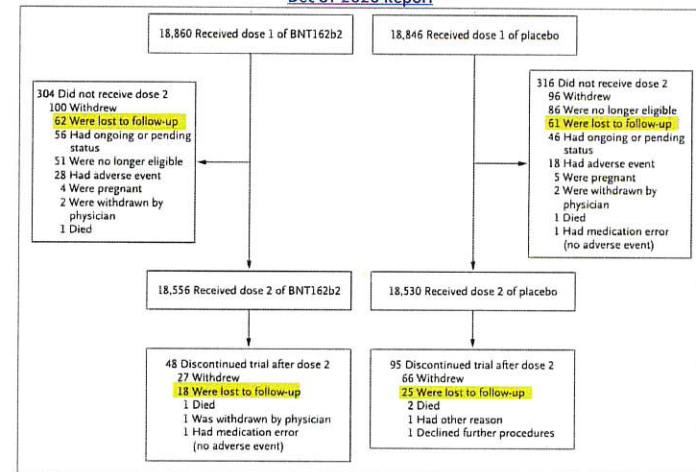 Dec 31 2020 Report
18,860 Received dose 1 of BNT162b2
18,846 Received dose 1 of placebo
304 Did not receive dose 2
100 Withdrew
62 Were lost to follow-up
56 Had ongoing or pending
status
51 Were no longer eligible
28 Had adverse event
4 Were pregnant
2 Were withdrawn by
physician
1 Died
316 Did not receive dose 2
96 Withdrew
86 Were no longer eligible
61 Were lost to follow-up
46 Had ongoing or pending
status
18 Had adverse event
5 Were pregnant
2 Were withdrawn by
physician
1 Died
1 Had medication error
(no adverse event)
18,556 Received dose 2 of BNT162b2
18,530 Received dose 2 of placebo
48 Discontinued trial after dose 2
27 Withdrew
18 Were lost to follow-up
1 Died
1 Was withdrawn by physician
1 Had medication error
(no adverse event)
95 Discontinued trial after dose 2
66 Withdrew
25 Were lost to follow-up
2 Died
1 Had other reason
1 Declined further procedures